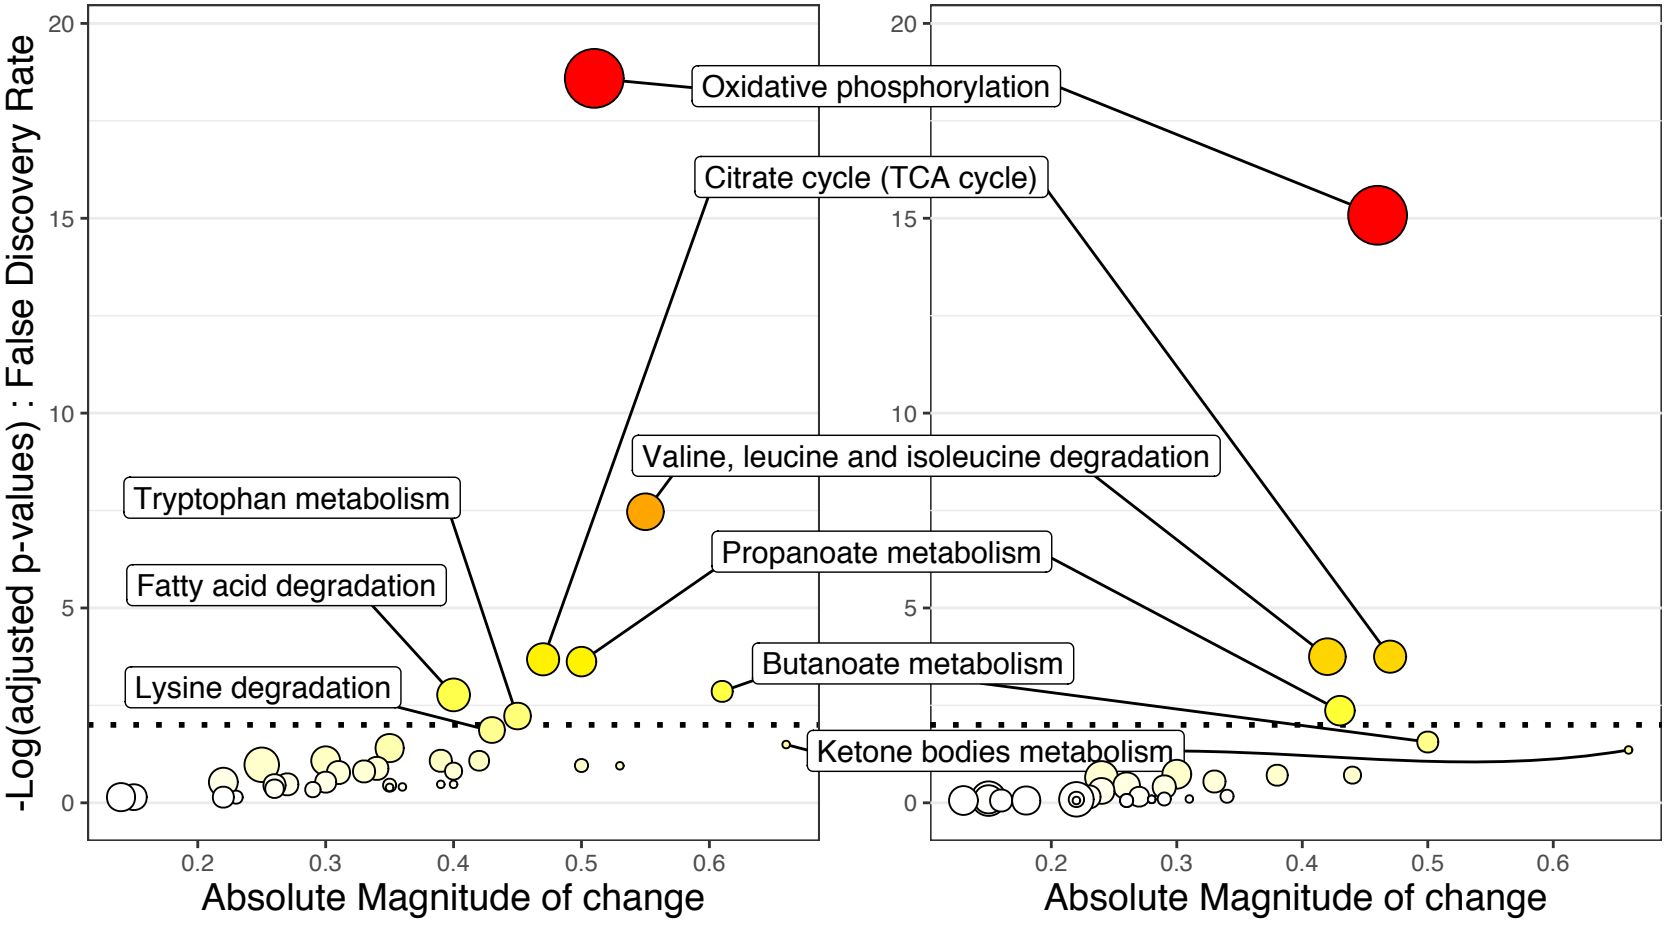 -Log(adjusted p-values) : False Discovery Rate
20
15
10
5
0
20
15
10
5
0
Oxidative phosphorylation
Citrate cycle (TCA cycle)
Valine, leucine and isoleucine degradation
Tryptophan metabolism
Propanoate metabolism
Fatty acid degradation
Butanoate metabolism
Lysine degradation
Ketone bodies metabolism
0.2 0.3 0.4 0.5 0.6
0.2 0.3 0.4 0.5 0.6
Absolute Magnitude of change
Absolute Magnitude of change